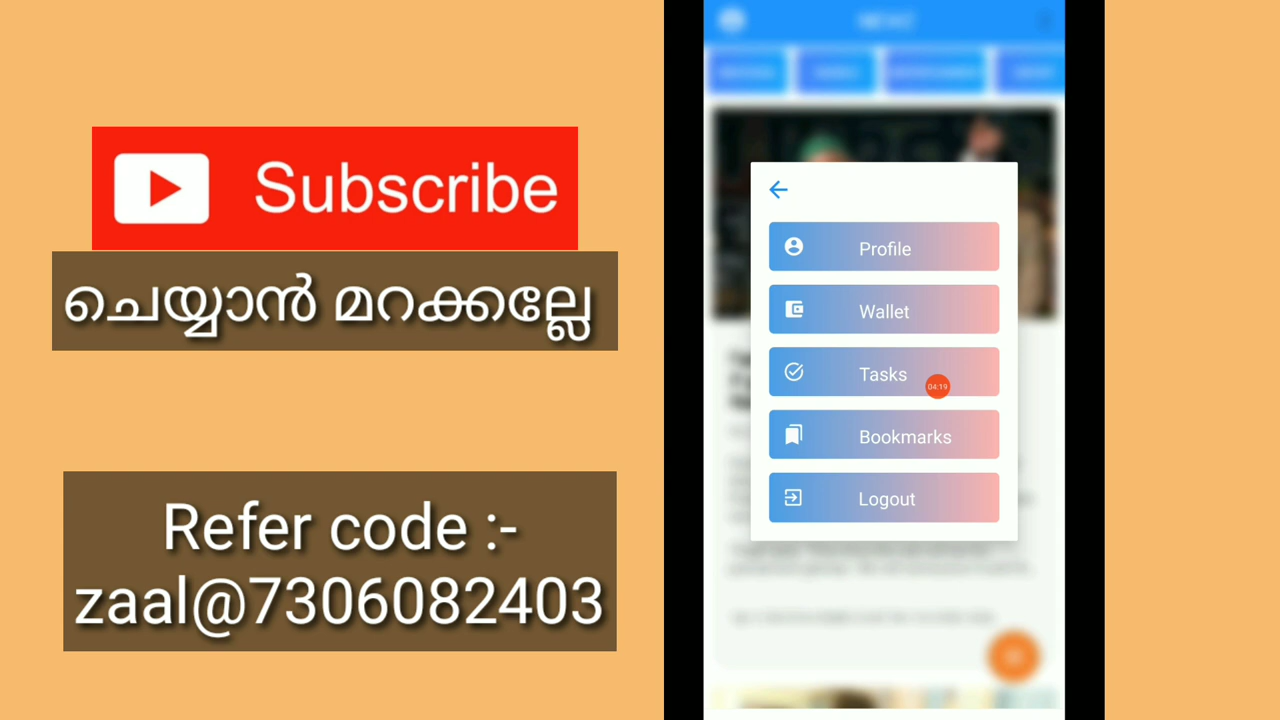 Subscribe
ചെയ്യാൻ മറക്കല്ലേ
Refer code :-
zaal@7306082403
Profile
Wallet
Tasks
04:19
Bookmarks
Logout